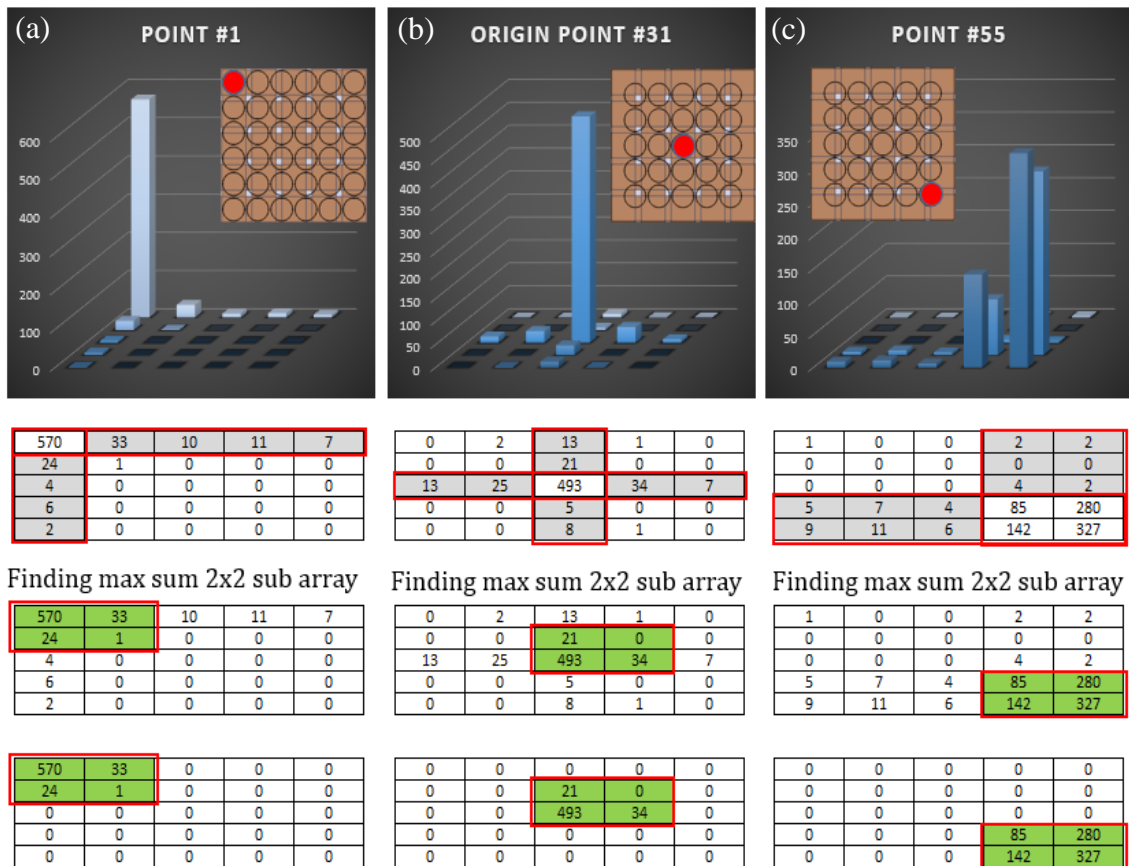 (a) POINT #1
600
500
400
300
200
100
0
(b) ORIGIN POINT #31
500
450
400
350
300
250
200
150
100
50
0
(c) POINT #55
350
300
250
200
150
100
50
0
570 33 10 11 7
24 1 0 0 0
4 0 0 0 0
6 0 0 0 0
2 0 0 0 0
0 2 13 1 0
0 0 21 0 0
13 25 493 34 7
0 0 5 0 0
0 0 8 1 0
1 0 0 2 2
0 0 0 0 0
0 0 0 4 2
5 7 4 85 280
9 11 6 142 327
Finding max sum 2x2 sub array
Finding max sum 2x2 sub array
Finding max sum 2x2 sub array
570 33 10 11 7
24 1 0 0 0
4 0 0 0 0
6 0 0 0 0
2 0 0 0 0
0 2 13 1 0
0 0 21 0 0
13 25 493 34 7
0 0 5 0 0
0 0 8 1 0
1 0 0 2 2
0 0 0 0 0
0 0 0 4 2
5 7 4 85 280
9 11 6 142 327
570 33 0 0 0
24 1 0 0 0
0 0 0 0 0
0 0 0 0 0
0 0 0 0 0
0 0 0 0 0
0 0 21 0 0
0 0 493 34 0
0 0 0 0 0
0 0 0 0 0
0 0 0 0 0
0 0 0 0 0
0 0 0 0 0
0 0 0 85 280
0 0 0 142 327